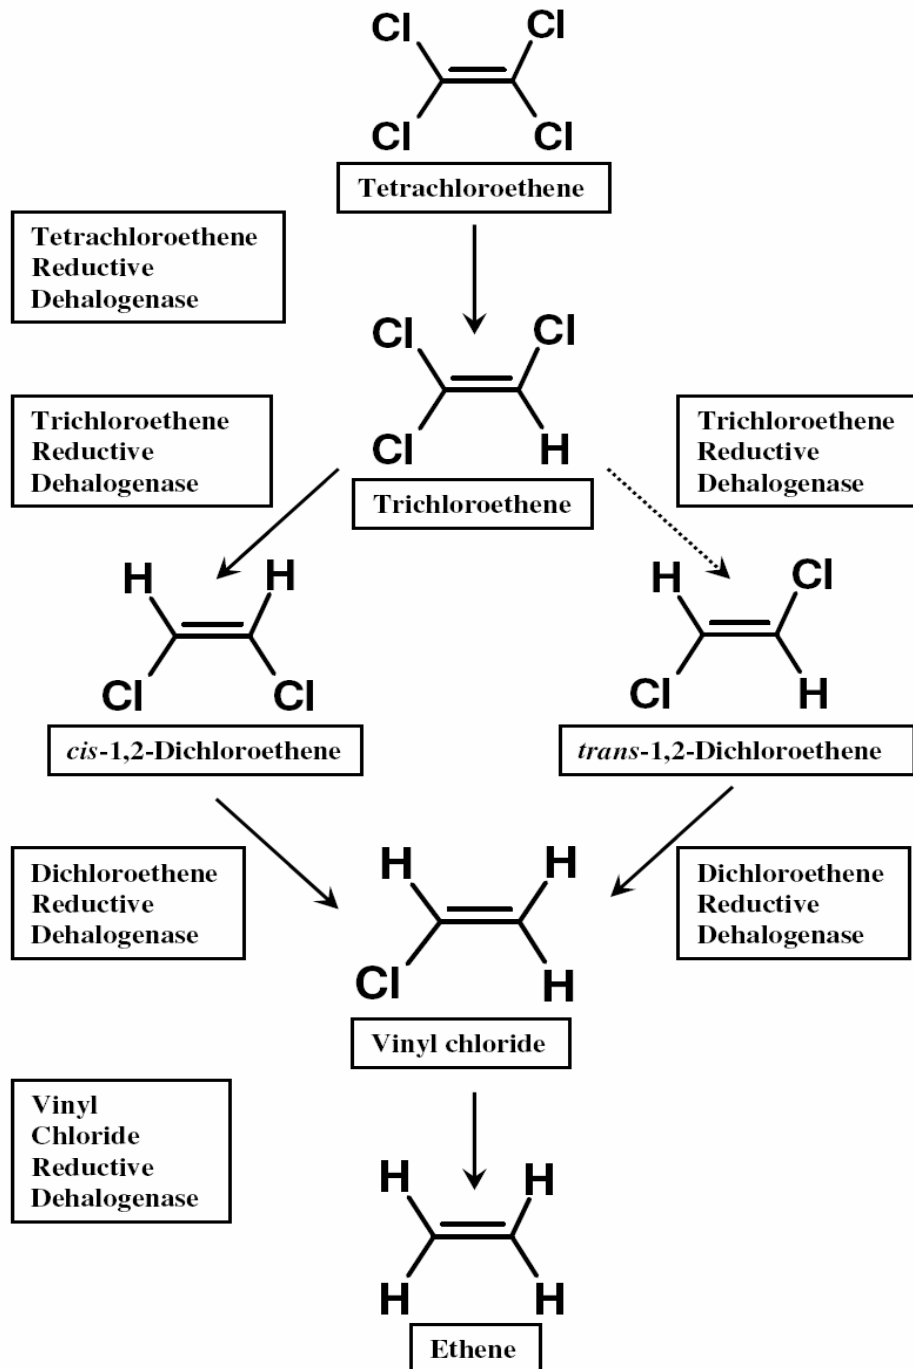 Cl Cl
Cl Cl
Tetrachloroethene
Tetrachloroethene
Reductive
Dehalogenase
Cl Cl
Cl H
Trichloroethene
Trichloroethene
Reductive
Dehalogenase
Trichloroethene
Reductive
Dehalogenase
H H
Cl Cl
cis-1,2-Dichloroethene
H Cl
Cl H
trans-1,2-Dichloroethene
Dichloroethene
Reductive
Dehalogenase
H H
Cl H
Vinyl chloride
Dichloroethene
Reductive
Dehalogenase
Vinyl
Chloride
Reductive
Dehalogenase
H H
H H
Ethene